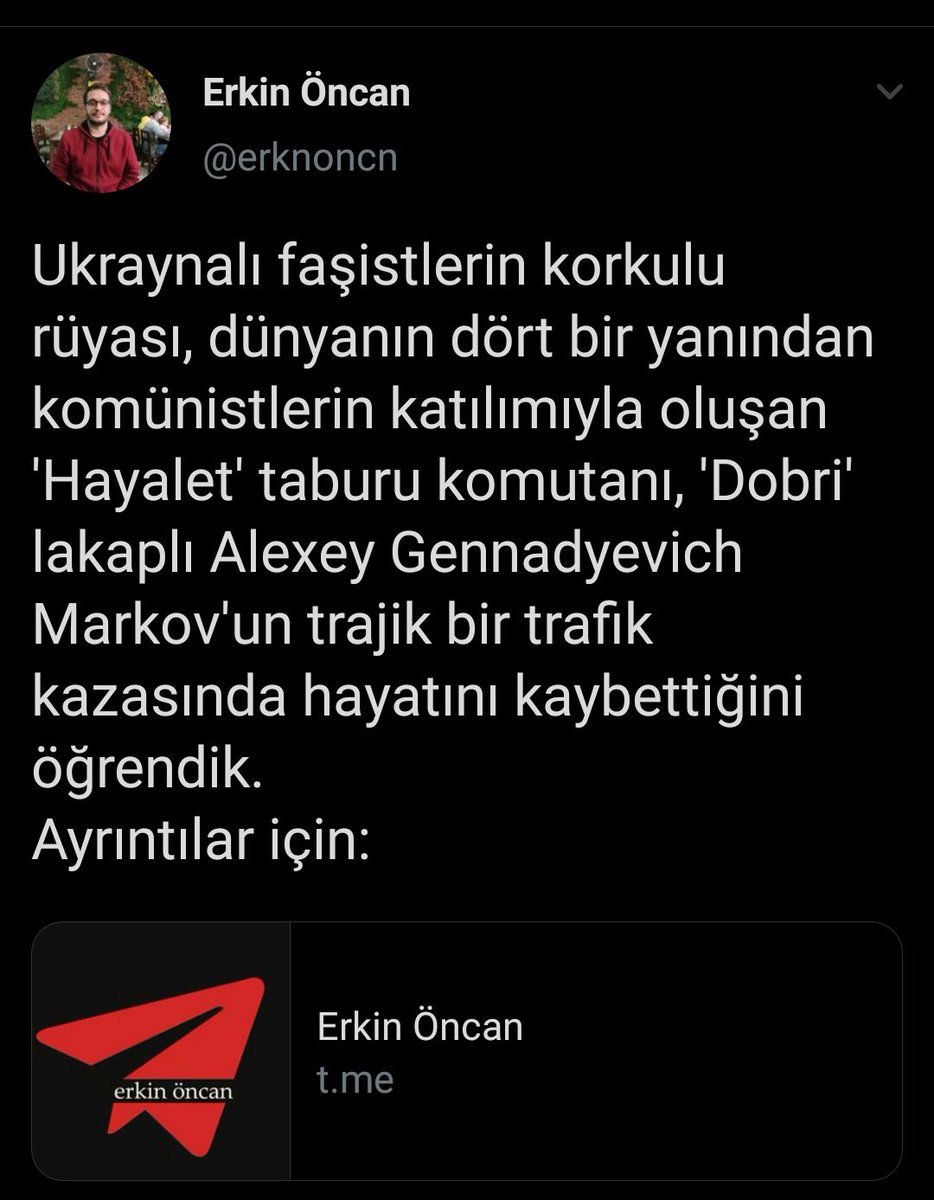 Erkin Öncan
@erknoncn
Ukraynalı faşistlerin korkulu
rüyası, dünyanın dört bir yanından
komünistlerin katılımıyla oluşan
'Hayalet' taburu komutanı, 'Dobri'
lakaplı Alexey Gennadyevich
Markov'un trajik bir trafik
kazasında hayatını kaybettiğini
öğrendik.
Ayrıntılar için:
erkin öncan
Erkin Öncan
t.me